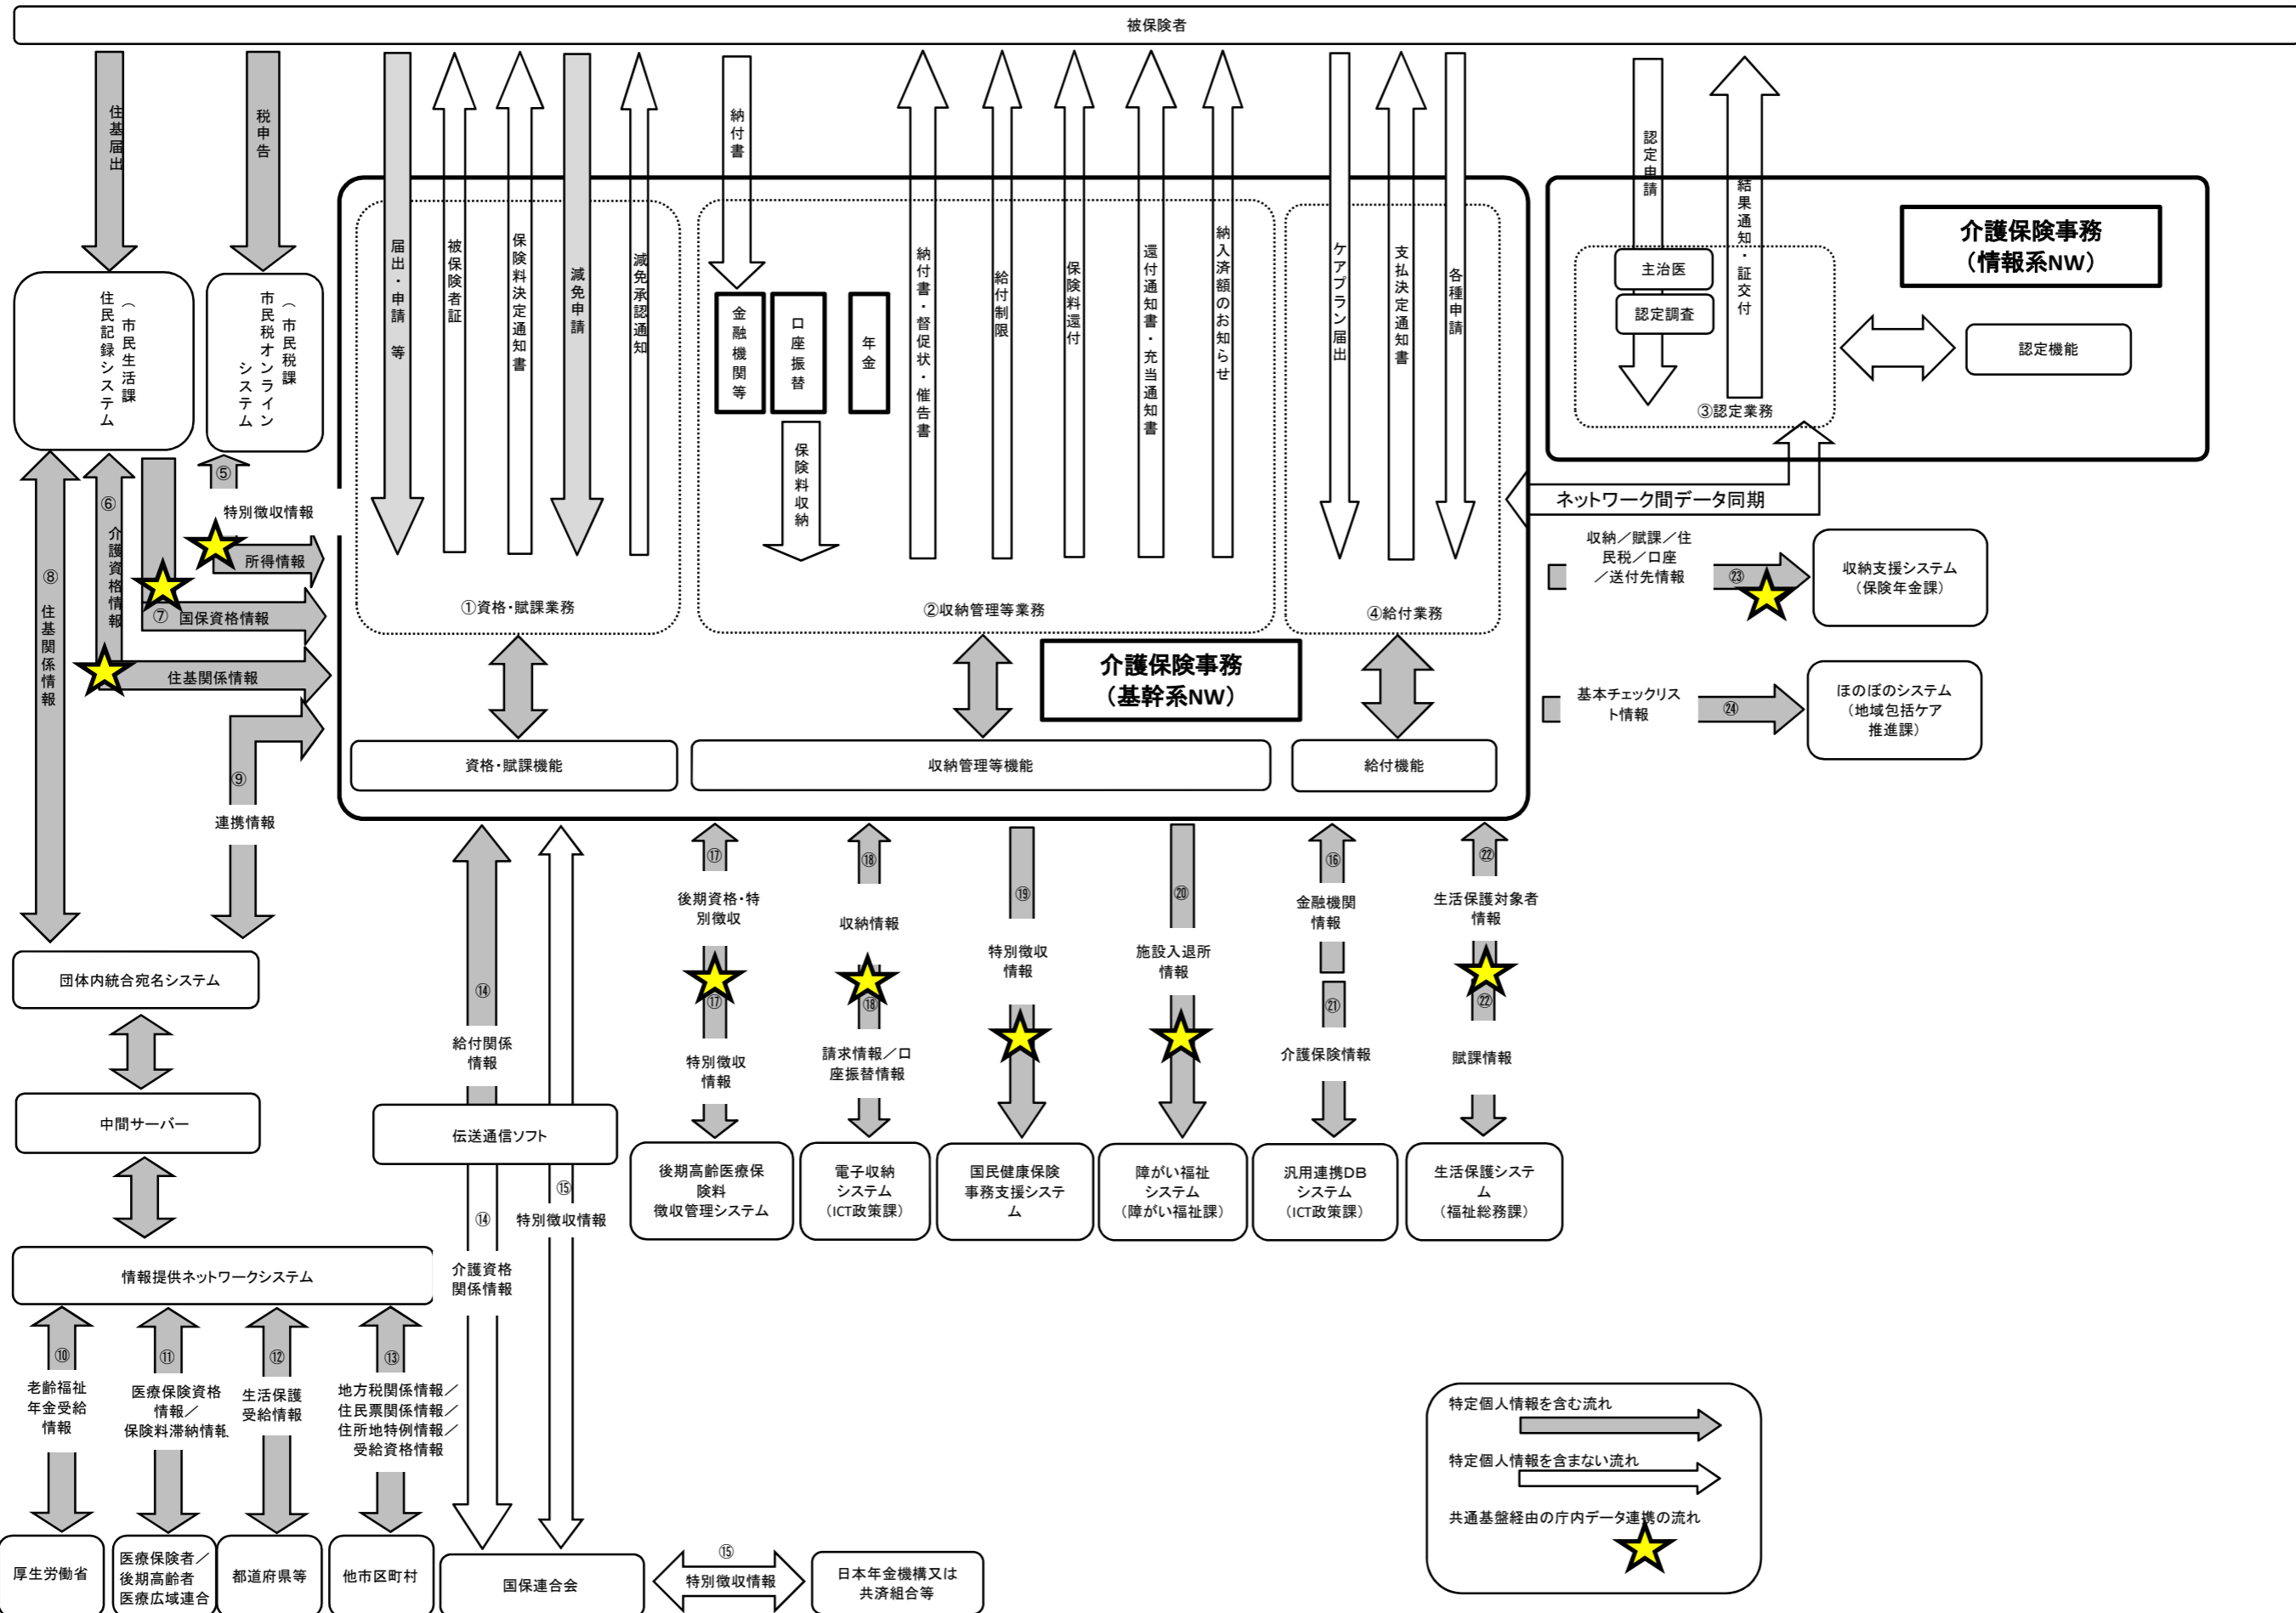 被保険者
住基届出
税申告
届出・申請 等
被保険者証
保険料決定通知書
減免申請
減免承認通知
納付書
納付書・督促状・催告書
給付制限
保険料還付
還付通知書・充当通知書
納入済額のお知らせ
ケアプラン届出
支払決定通知書
各種申請
認定申請
結果通知・証交付
介護保険事務
(情報系NW)
主治医
認定調査
③認定業務
認定機能
(市民生活課
住民記録システム
(市民税課
市民税オンライン
システム
金融機関等
口座振替
年金
保険料収納
⑤
特別徴収情報
所得情報
⑥
介護資格情報
⑦
国保資格情報
住基関係情報
⑧
住基関係情報
⑨
連携情報
①資格・賦課業務
②収納管理等業務
④給付業務
介護保険事務
(基幹系NW)
資格・賦課機能
収納管理等機能
給付機能
ネットワーク間データ同期
収納/賦課/住
民税/口座
/送付先情報
㉓
収納支援システム
(保険年金課)
基本チェックリス
ト情報
㉔
ほのぼのシステム
(地域包括ケア
推進課)
団体内統合宛名システム
中間サーバー
情報提供ネットワークシステム
⑭
給付関係
情報
伝送通信ソフト
⑭
介護資格
関係情報
⑮
特別徴収情報
⑰
後期資格・特
別徴収
⑰
特別徴収
情報
後期高齢医療保
険料
徴収管理システム
⑱
収納情報
⑱
請求情報/口
座振替情報
電子収納
システム
(ICT政策課)
⑲
特別徴収
情報
国民健康保険
事務支援システ
ム
⑳
施設入退所
情報
障がい福祉
システム
(障がい福祉課)
⑯
金融機関
情報
㉑
介護保険情報
汎用連携DB
システム
(ICT政策課)
㉒
生活保護対象者
情報
㉒
賦課情報
生活保護システ
ム
(福祉総務課)
⑩
老齢福祉
年金受給
情報
⑪
医療保険資格
情報/
保険料滞納情報
⑫
生活保護
受給情報
⑬
地方税関係情報/
住民票関係情報/
住所地特例情報/
受給資格情報
厚生労働省
医療保険者/
後期高齢者
医療広域連合
都道府県等
他市区町村
国保連合会
⑮
特別徴収情報
日本年金機構又は
共済組合等
特定個人情報を含む流れ
特定個人情報を含まない流れ
共通基盤経由の庁内データ連携の流れ